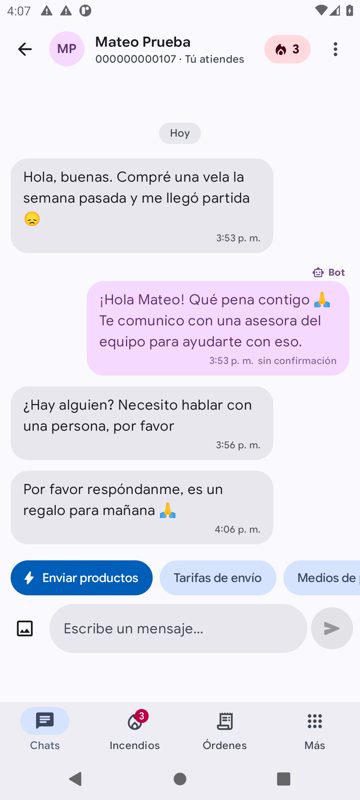 4:07
MP
Mateo Prueba
000000000107 · Tú atiendes
3
Hoy
Hola, buenas. Compré una vela la
semana pasada y me llegó partida
😞
3:53 p. m.
Bot
¡Hola Mateo! Qué pena contigo 🙏
Te comunico con una asesora del
equipo para ayudarte con eso.
3:53 p. m. sin confirmación
¿Hay alguien? Necesito hablar con
una persona, por favor
3:56 p. m.
Por favor respóndanme, es un
regalo para mañana 🙏
4:06 p. m.
Enviar productos
Tarifas de envío
Medios de
Escribe un mensaje...
3
Chats
Incendios
Órdenes
Más